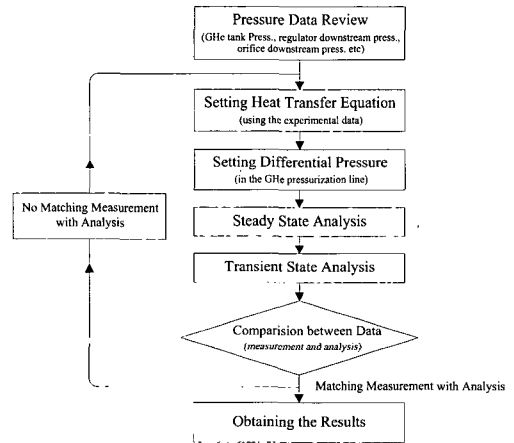 Pressure Data Review
(GHe tank Press., regulator downstream press.,
orifice downstream press. etc)
Setting Heat Transfer Equation
(using the experimental data)
Setting Differential Pressure
(in the GHe pressurization line)
No Matching Measurement
with Analysis
Steady State Analysis
Transient State Analysis
Comparision between Data
(measurement and analysis)
Matching Measurement with Analysis
Obtaining the Results